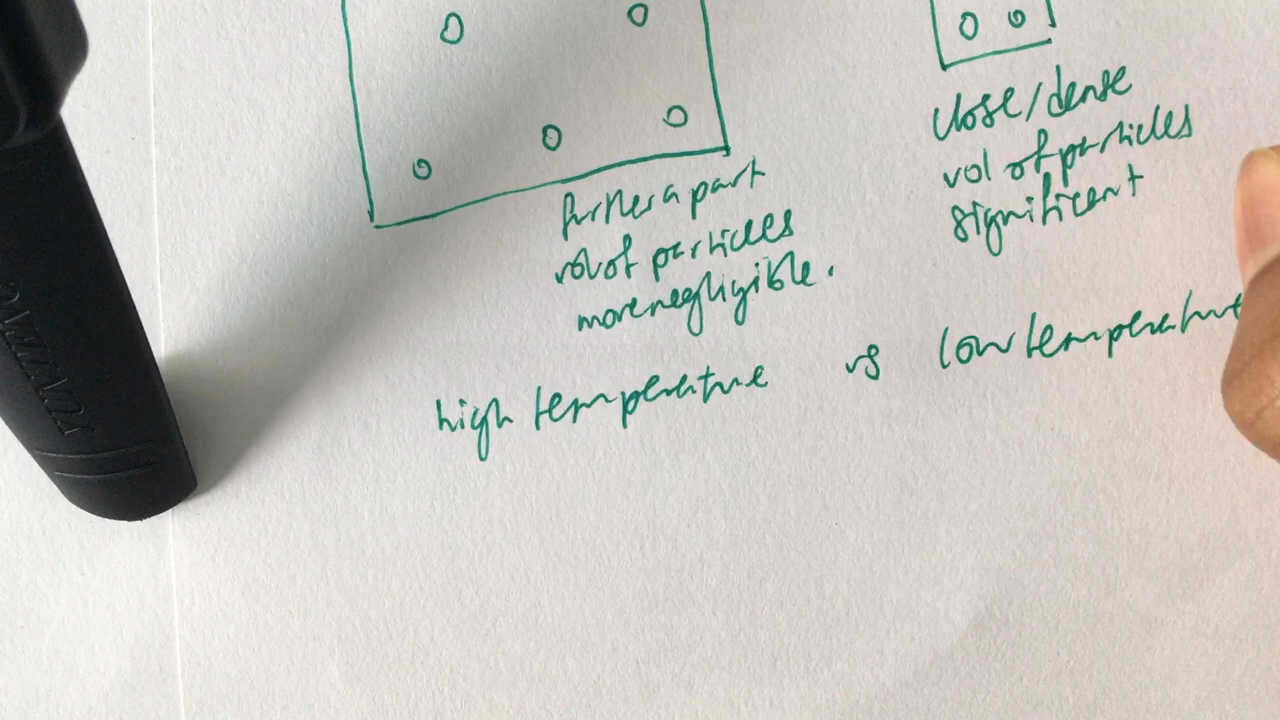 further apart
vol of particles
more negligible.
close/dense
vol of particles
significant
high temperature vs low temperature